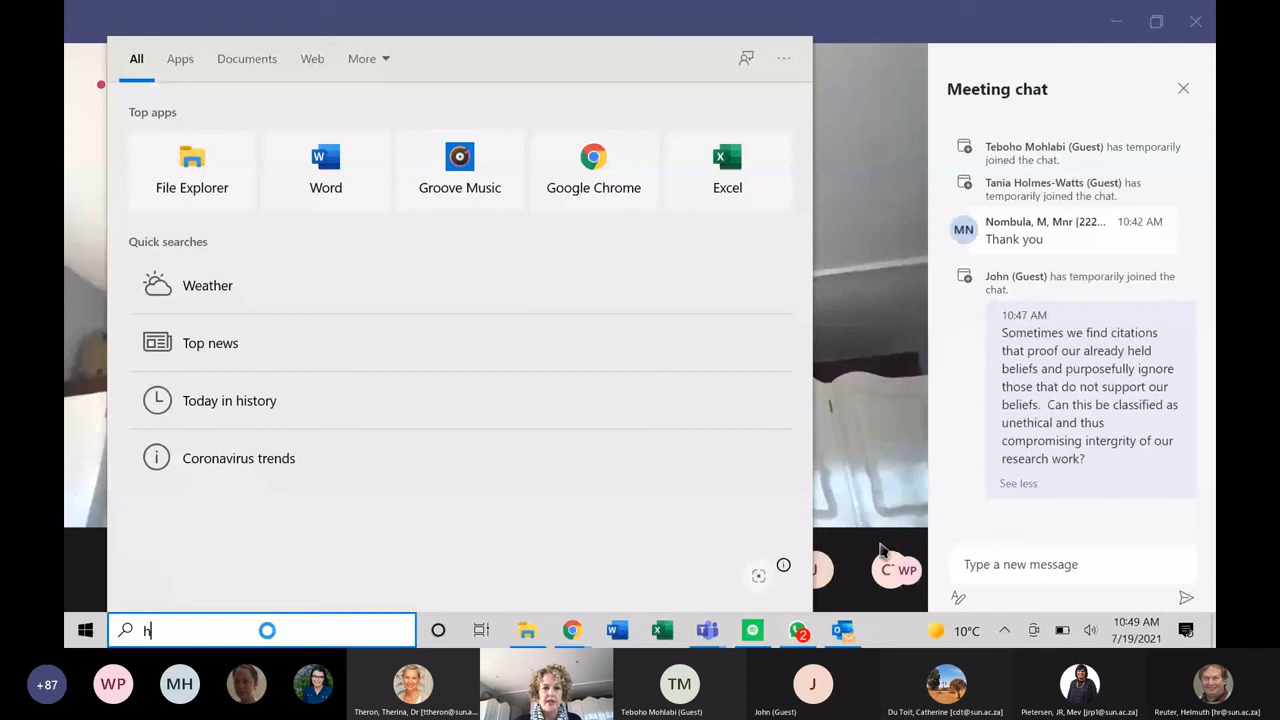 All
Apps
Documents
Web
More
Top apps
File Explorer
Word
Groove Music
Google Chrome
Excel
Quick searches
Weather
Top news
Today in history
Coronavirus trends
h
Meeting chat
Teboho Mohlabi (Guest) has temporarily
joined the chat.
Tania Holmes-Watts (Guest) has
temporarily joined the chat.
MN
Nombula, M, Mnr [222...
10:42 AM
Thank you
John (Guest) has temporarily joined the
chat.
10:47 AM
Sometimes we find citations
that proof our already held
beliefs and purposefully ignore
those that do not support our
beliefs. Can this be classified as
unethical and thus
compromising intergrity of our
research work?
See less
Type a new message
J
C
WP
2
10°C
10:49 AM
7/19/2021
+87
WP
MH
Theron, Therina, Dr [ttheron@suna...
TM
Teboho Mohlabi (Guest)
J
John (Guest)
Du Toit, Catherine [cdt@sun.ac.za]
Pietersen, JR, Mev [jrp1@sun.ac.za]
Reuter, Helmuth [hr@sun.ac.za]